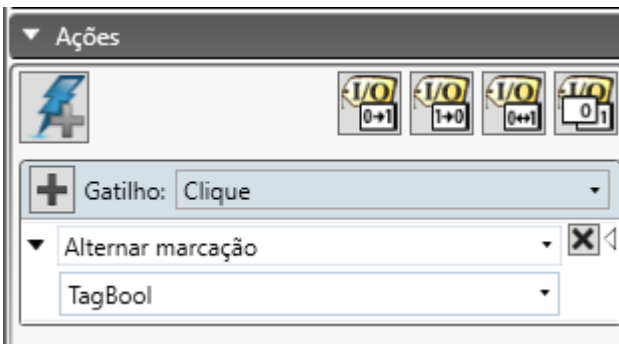 Ações
I/O 0→1 I/O 1→0 I/O 0↔1 I/O 0 1
Gatilho: Clique
Alternar marcação
TagBool